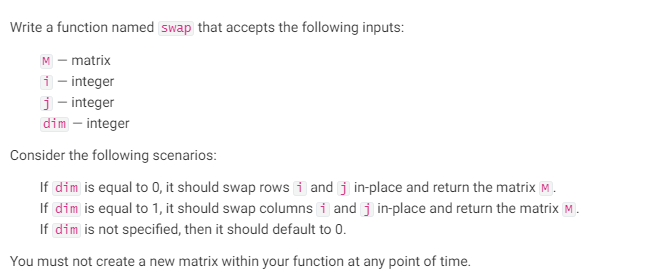 Write a function named swap that accepts the following inputs:
M — matrix
i — integer
j — integer
dim — integer
Consider the following scenarios:
If dim is equal to 0, it should swap rows i and j in-place and return the matrix M.
If dim is equal to 1, it should swap columns i and j in-place and return the matrix M.
If dim is not specified, then it should default to 0.
You must not create a new matrix within your function at any point of time.